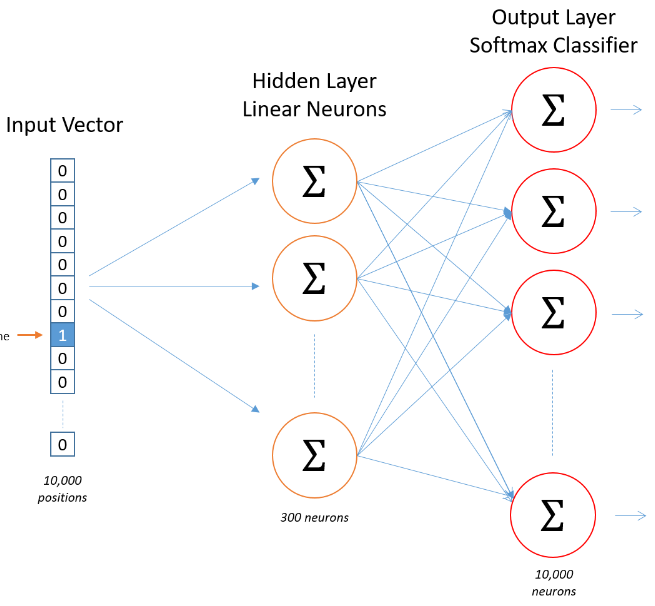 Output Layer
Softmax Classifier
Hidden Layer
Linear Neurons
Input Vector
0
0
0
0
0
0
0
1
0
0
0
10,000
positions
Σ
Σ
Σ
300 neurons
Σ
Σ
Σ
Σ
10,000
neurons